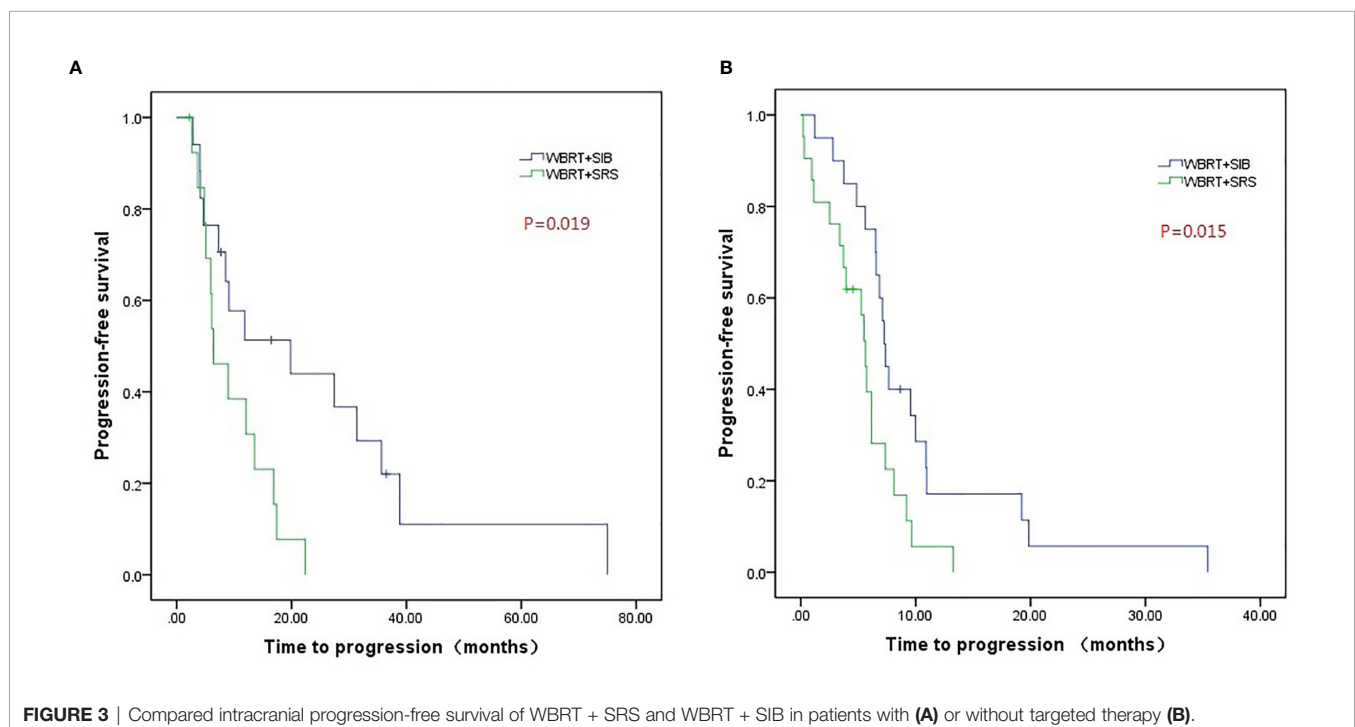 A
B
1.0
0.8
0.6
0.4
0.2
0.0
Progression-free survival
WBRT+SIB
WBRT+SRS
P=0.019
.00 20.00 40.00 60.00 80.00
Time to progression（months）
1.0
0.8
0.6
0.4
0.2
0.0
Progression-free survival
WBRT+SIB
WBRT+SRS
P=0.015
.00 10.00 20.00 30.00 40.00
Time to progression （months）
FIGURE 3 | Compared intracranial progression-free survival of WBRT + SRS and WBRT + SIB in patients with (A) or without targeted therapy (B).